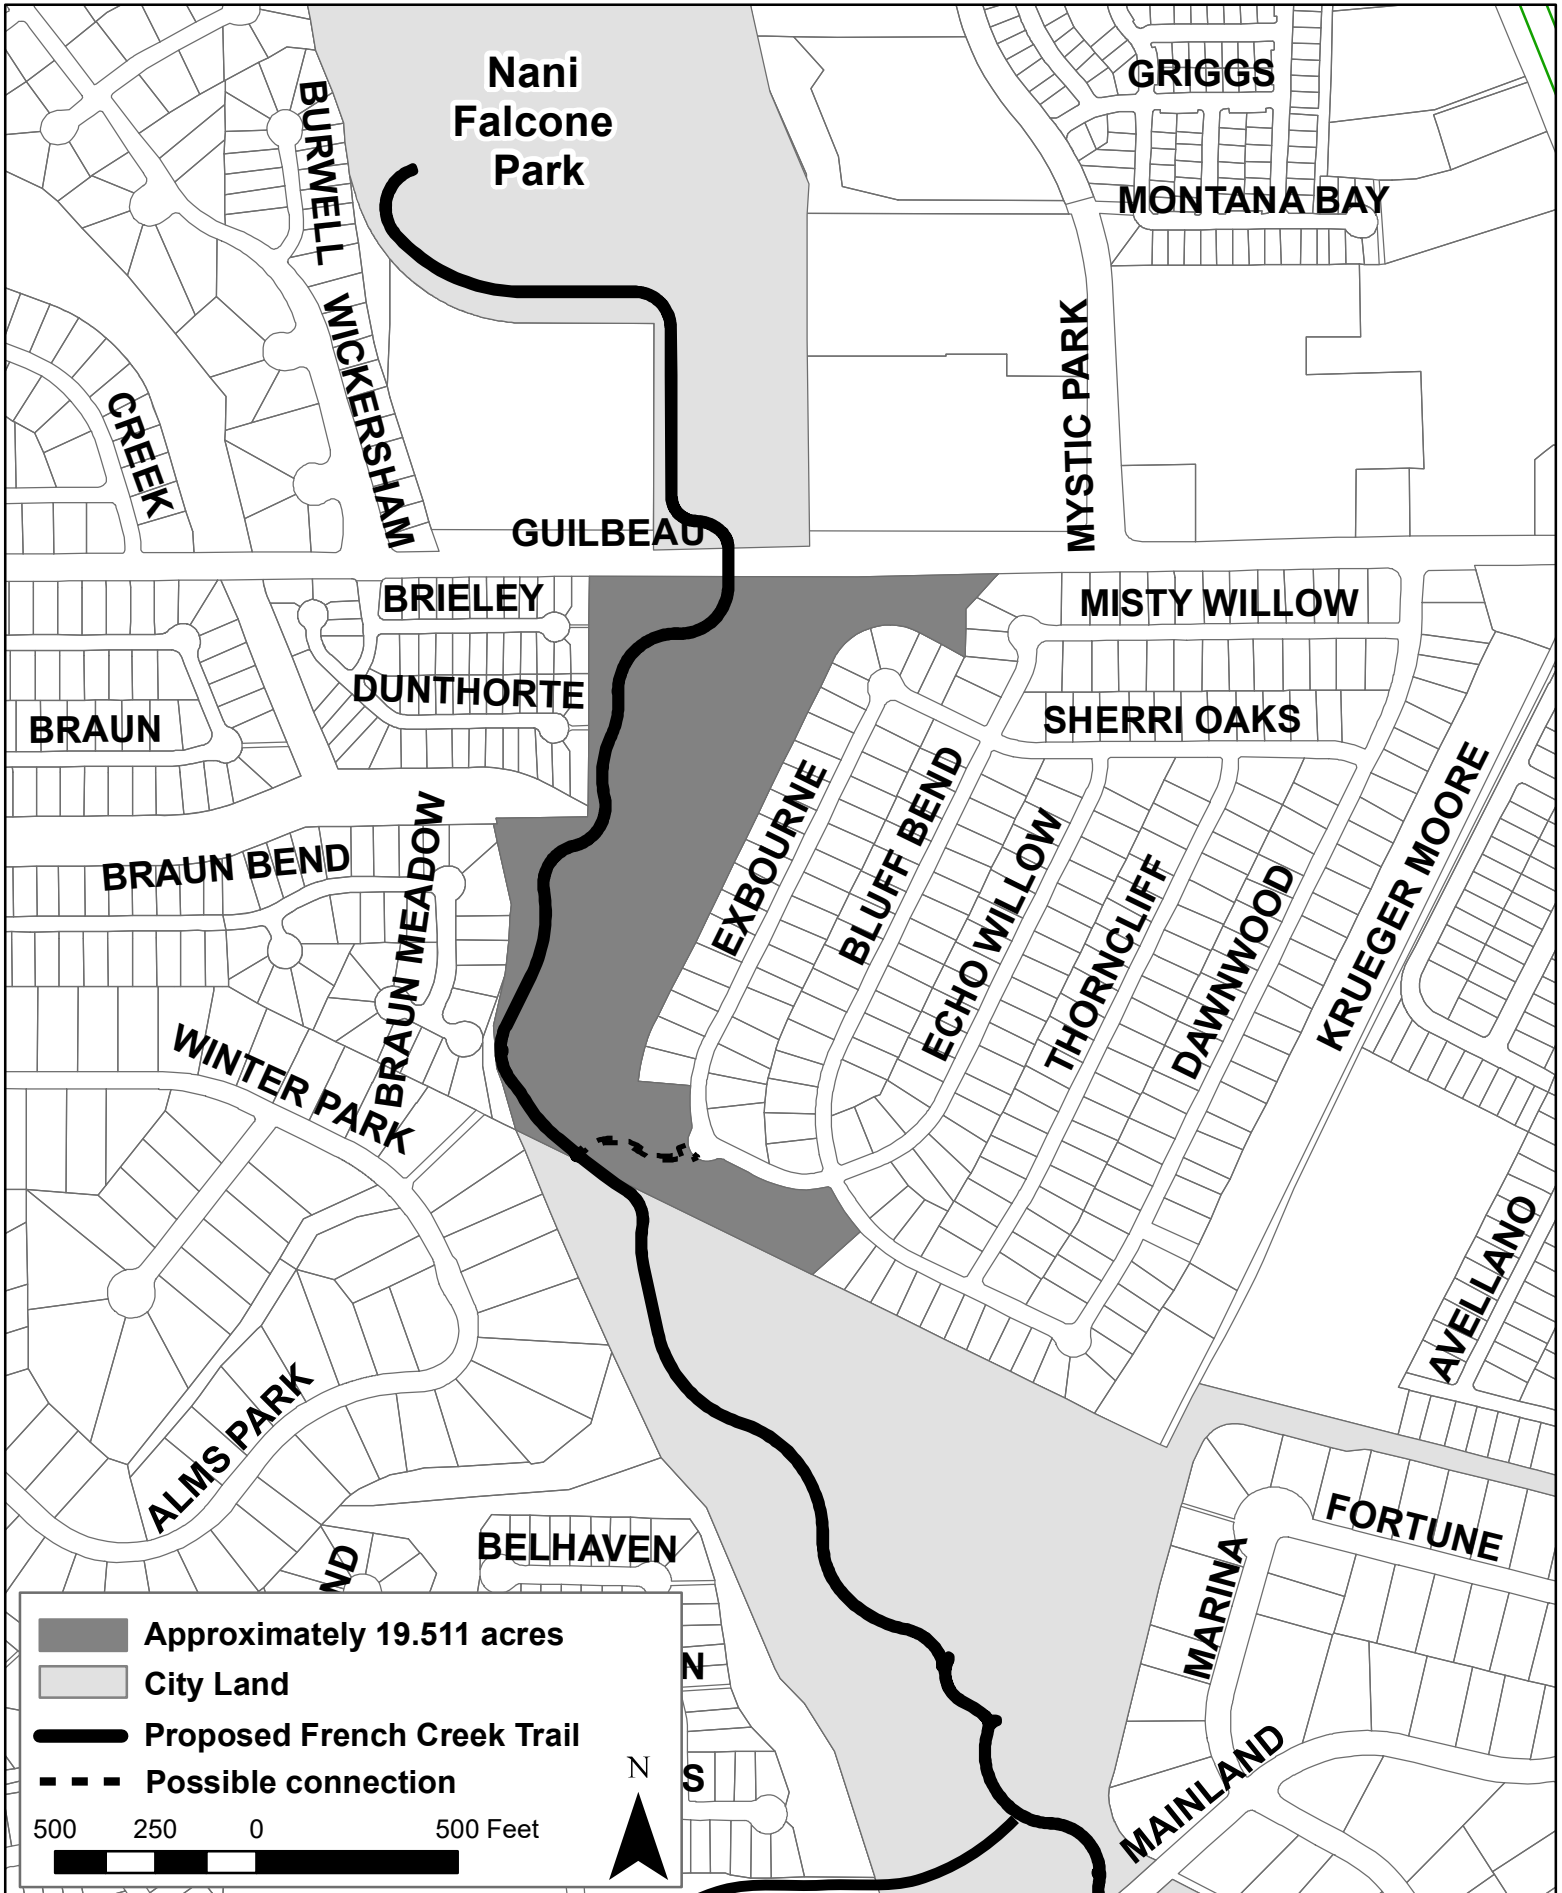 Nani
Falcone
Park
GRIGGS
BURWELL
MONTANA BAY
WICKERSHAM
MYSTIC PARK
CREEK
GUILBEAU
BRIELEY
MISTY WILLOW
DUNTHORTE
BRAUN
SHERRI OAKS
EXBOURNE
BLUFF BEND
KRUEGER MOORE
BRAUN BEND
BRAUN MEADOW
ECHO WILLOW
THORNCLIFF
DAWNWOOD
WINTER PARK
AVELLANO
ALMS PARK
FORTUNE
BELHAVEN
ND
MARINA
N
S
MAINLAND
Approximately 19.511 acres
City Land
Proposed French Creek Trail
Possible connection
N
500 250 0 500 Feet